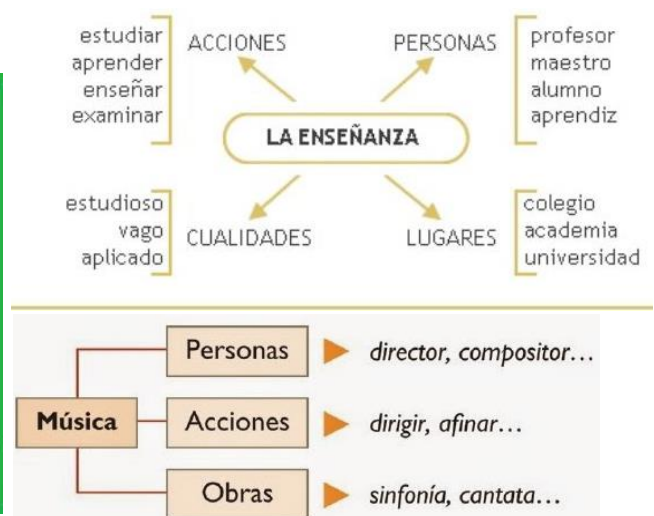 estudiar
aprender
enseñar
examinar
ACCIONES
PERSONAS
profesor
maestro
alumno
aprendiz
LA ENSEÑANZA
estudioso
vago
aplicado
CUALIDADES
LUGARES
colegio
academia
universidad
Música
Personas
director, compositor...
Acciones
dirigir, afinar...
Obras
sinfonía, cantata...